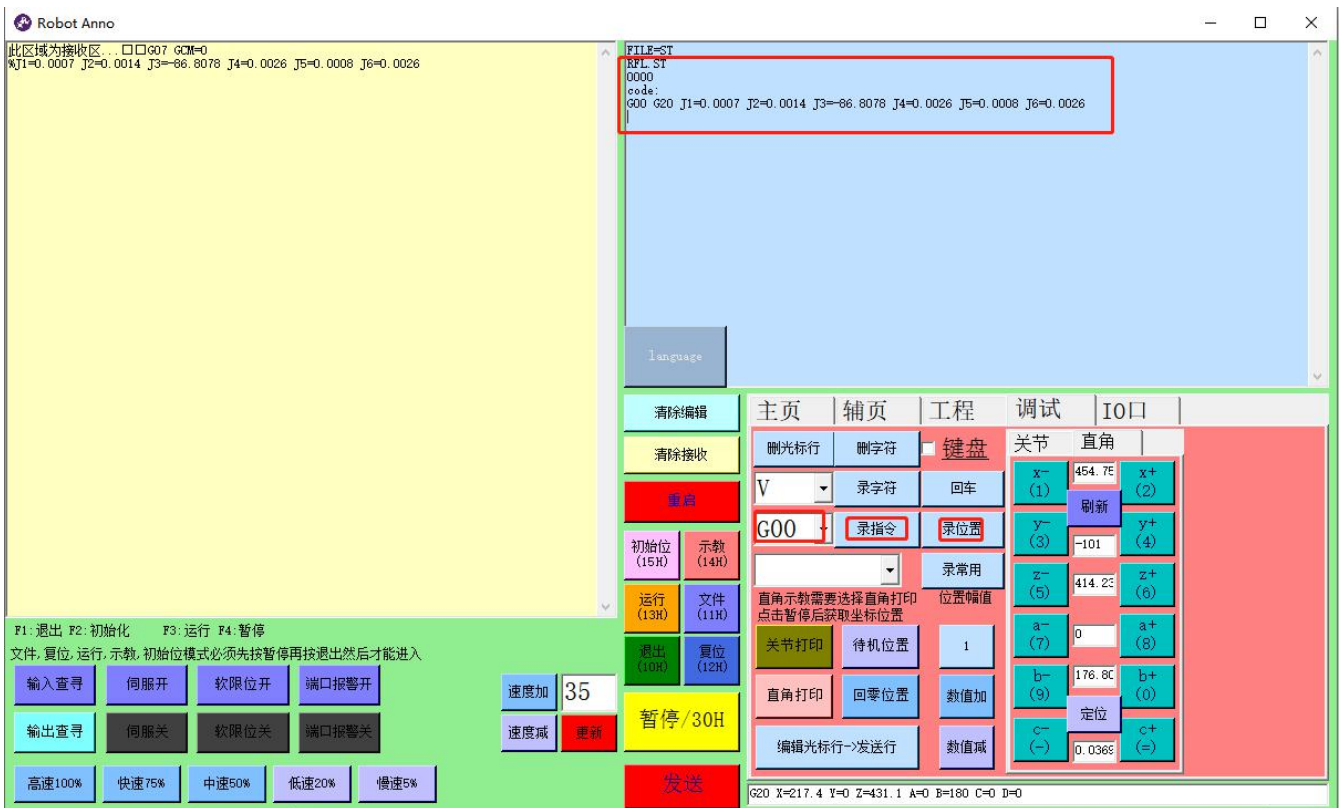 Robot Anno
此区域为接收区...□□G07 GCM=0
%J1=0.0007 J2=0.0014 J3=-86.8078 J4=0.0026 J5=0.0008 J6=0.0026
FILE=ST
RFL.ST
0000
code:
G00 G20 J1=0.0007 J2=0.0014 J3=-86.8078 J4=0.0026 J5=0.0008 J6=0.0026
language
清除编辑
清除接收
重启
初始位
(15H)
示教
(14H)
运行
(13H)
文件
(11H)
退出
(10H)
复位
(12H)
暂停/30H
发送
主页 辅页 工程 调试 IO口
删光标行 删字符 键盘
V 录字符 回车
G00 录指令 录位置
录常用
直角示教需要选择直角打印
点击暂停后获取坐标位置
位置幅值
关节打印 待机位置 1
直角打印 回零位置 数值加
编辑光标行->发送行 数值减
关节 直角
x-
(1)
454.75
x+
(2)
刷新
y-
(3)
-101
y+
(4)
z-
(5)
414.23
z+
(6)
a-
(7)
0
a+
(8)
b-
(9)
176.80
b+
(0)
定位
c-
(-)
0.0369
c+
(=)
G20 X=217.4 Y=0 Z=431.1 A=0 B=180 C=0 D=0
F1:退出 F2:初始化 F3:运行 F4:暂停
文件,复位,运行,示教,初始位模式必须先按暂停再按退出然后才能进入
输入查寻 伺服开 软限位开 端口报警开
速度加 35
输出查寻 伺服关 软限位关 端口报警关
速度减 更新
高速100% 快速75% 中速50% 低速20% 慢速5%